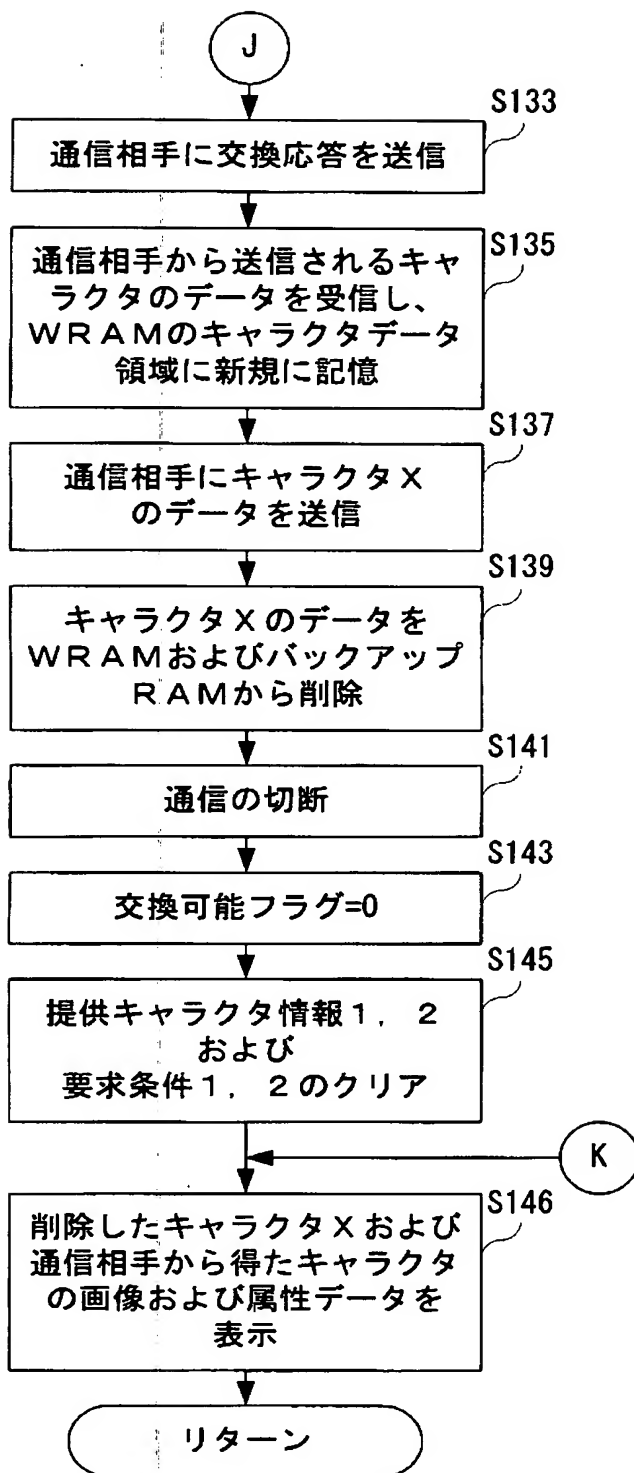 J
S133
通信相手に交換応答を送信
S135
通信相手から送信されるキャ
ラクタのデータを受信し、
WRAMのキャラクタデータ
領域に新規に記憶
S137
通信相手にキャラクタX
のデータを送信
S139
キャラクタXのデータを
WRAMおよびバックアップ
RAMから削除
S141
通信の切断
S143
交換可能フラグ=0
S145
提供キャラクタ情報1，2
および
要求条件1，2のクリア
K
S146
削除したキャラクタXおよび
通信相手から得たキャラクタ
の画像および属性データを
表示
リターン